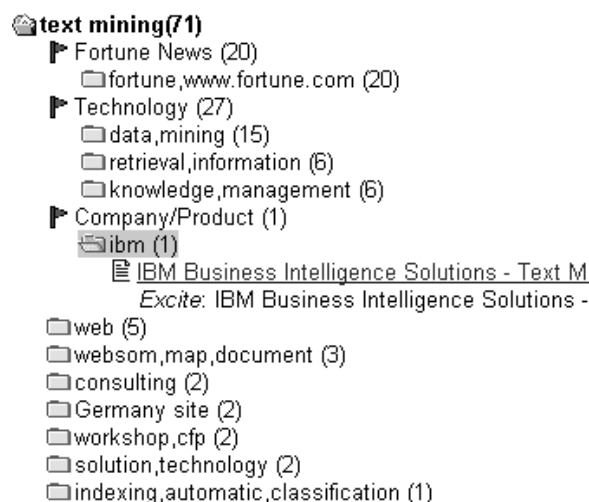 text mining(71)
Fortune News (20)
fortune,www.fortune.com (20)
Technology (27)
data,mining (15)
retrieval,information (6)
knowledge,management (6)
Company/Product (1)
ibm (1)
IBM Business Intelligence Solutions - Text M
Excite: IBM Business Intelligence Solutions -
web (5)
websom,map,document (3)
consulting (2)
Germany site (2)
workshop,cfp (2)
solution,technology (2)
indexing,automatic,classification (1)